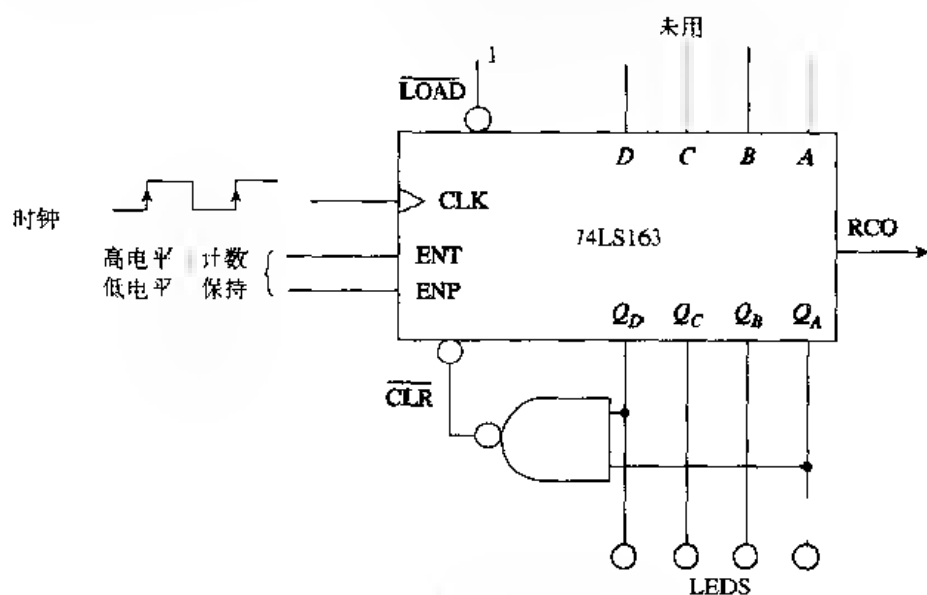 未用
1
LOAD
D C B A
时钟
CLK
74LS163
RCO
高电平 计数
低电平 保持
ENT
ENP
Q_D Q_C Q_B Q_A
CLR
LEDS